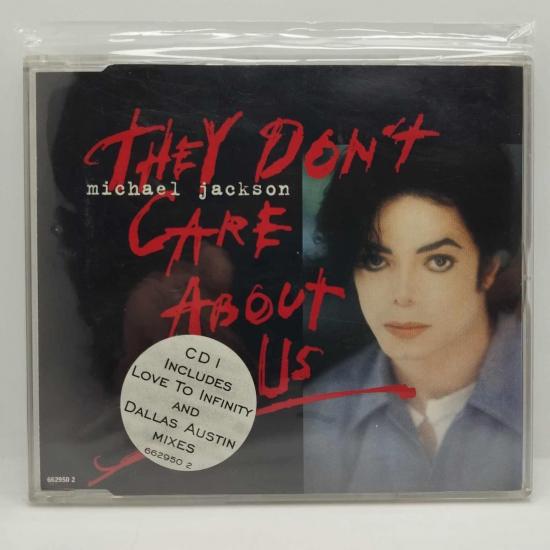 THEY DON'T
michael jackson
CARE
ABOUT
US
CD 1
INCLUDES
LOVE TO INFINITY
AND
DALLAS AUSTIN
MIXES
662950 2
662950 2